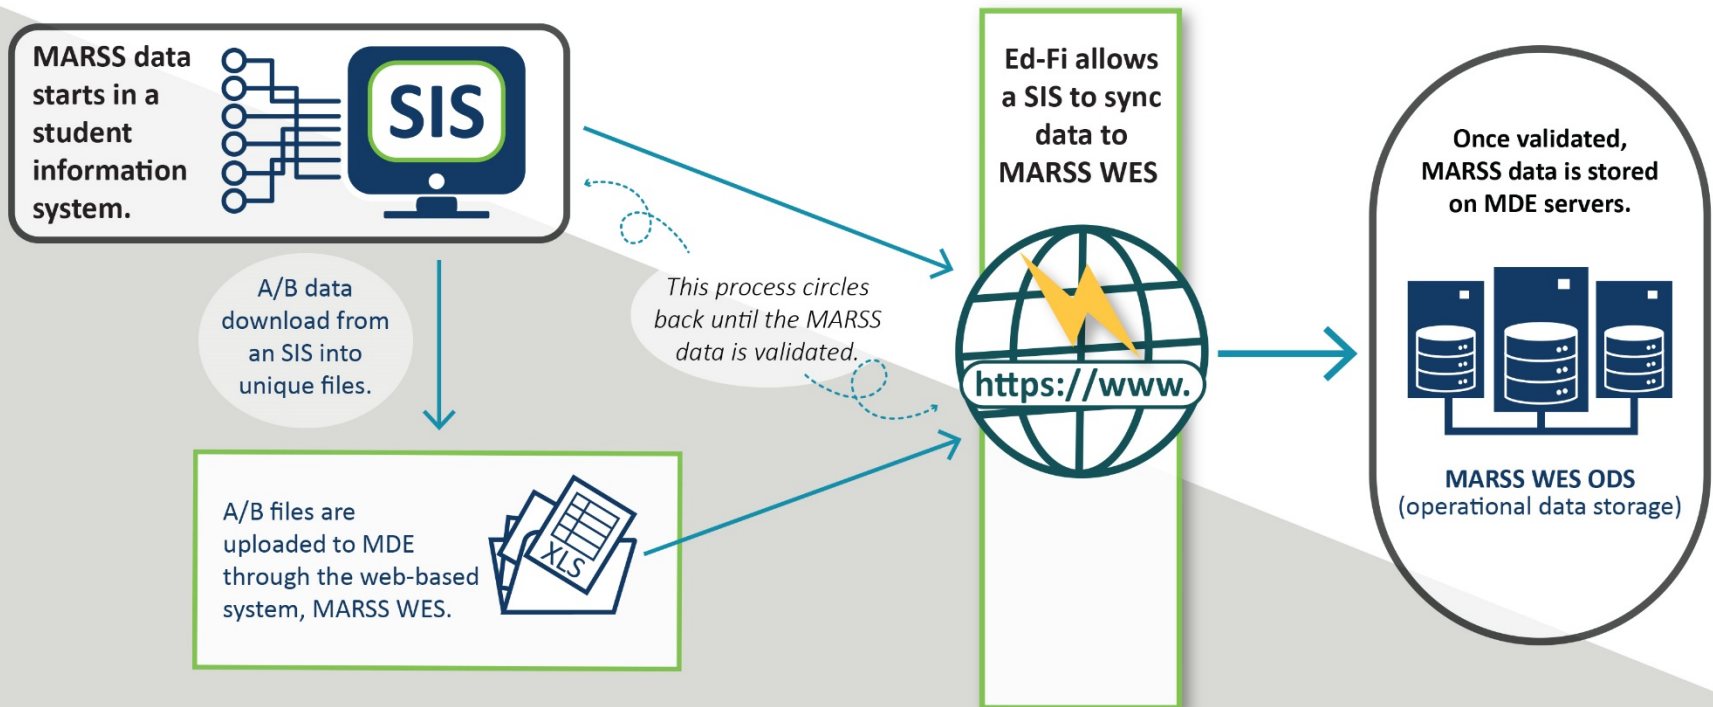 MARSS data
starts in a
student
information
system.
SIS
A/B data
download from
an SIS into
unique files.
A/B files are
uploaded to MDE
through the web-based
system, MARSS WES.
XLS
This process circles
back until the MARSS
data is validated.
Ed-Fi allows
a SIS to sync
data to
MARSS WES
https://www.
Once validated,
MARSS data is stored
on MDE servers.
MARSS WES ODS
(operational data storage)